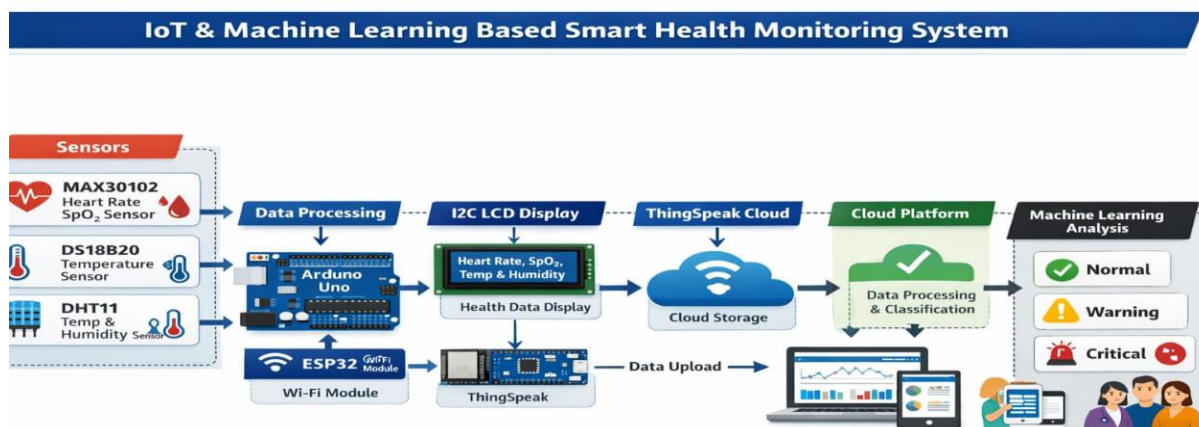 IoT & Machine Learning Based Smart Health Monitoring System
Sensors
MAX30102
Heart Rate
SpO₂ Sensor
DS18B20
Temperature
Sensor
DHT11
Temp &
Humidity Sensor
Data Processing
Arduino
Uno
ESP32
Module
Wi-Fi Module
I2C LCD Display
Heart Rate, SpO₂,
Temp & Humidity
Health Data Display
ThingSpeak
ThingSpeak Cloud
Cloud Storage
Data Upload
Cloud Platform
Data Processing
& Classification
Machine Learning
Analysis
Normal
Warning
Critical